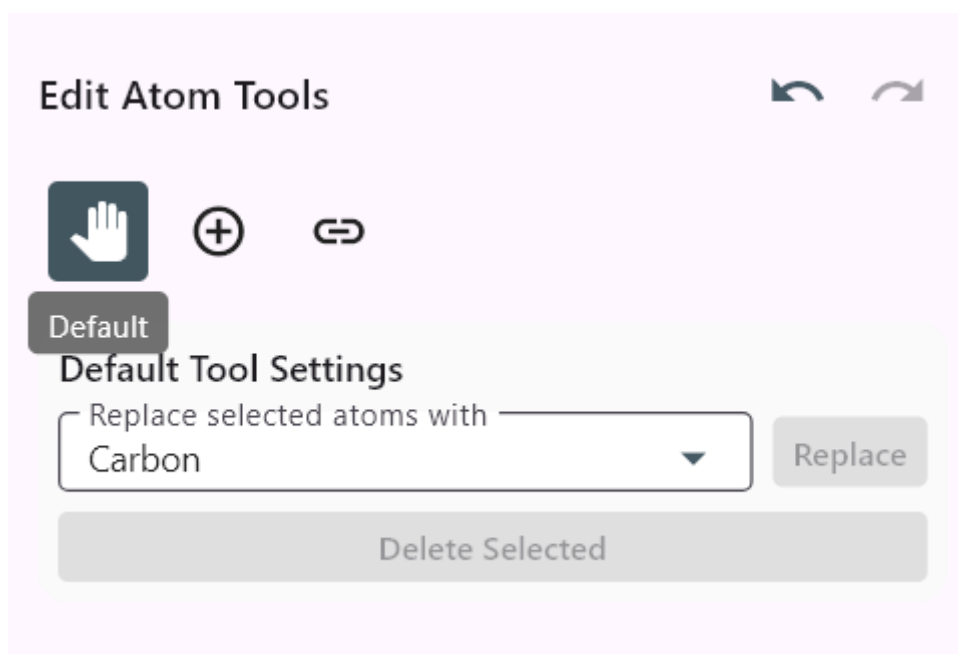 Edit Atom Tools
Default
Default Tool Settings
Replace selected atoms with
Carbon
Replace
Delete Selected